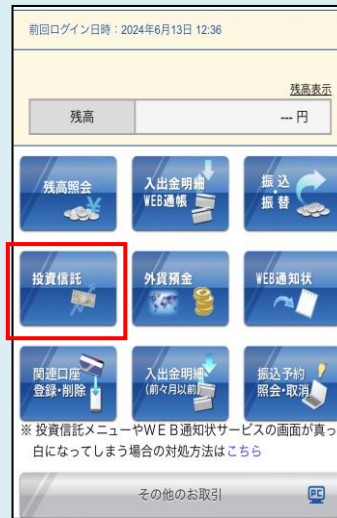 前回ログイン日時：2024年6月13日 12:36
残高表示
残高 --- 円
残高照会
入出金明細
WEB通帳
振込
振替
投資信託
外貨預金
WEB通知状
関連口座
登録・削除
入出金明細
(前々月以前)
振込予約
照会・取消
※ 投資信託メニューやＷＥＢ通知状サービスの画面が真っ
白になってしまう場合の対処方法はこちら
その他のお取引
PC